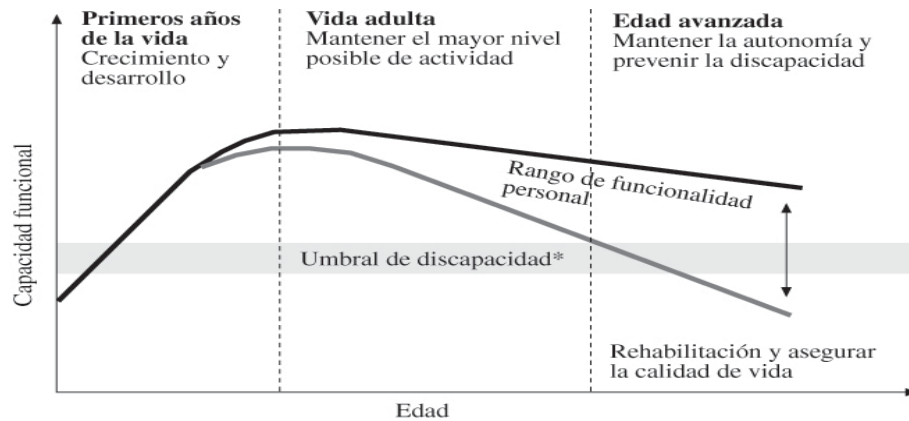 Primeros años
de la vida
Crecimiento y
desarrollo
Vida adulta
Mantener el mayor nivel
posible de actividad
Edad avanzada
Mantener la autonomía y
prevenir la discapacidad
Capacidad funcional
Rango de funcionalidad
personal
Umbral de discapacidad*
Rehabilitación y asegurar
la calidad de vida
Edad